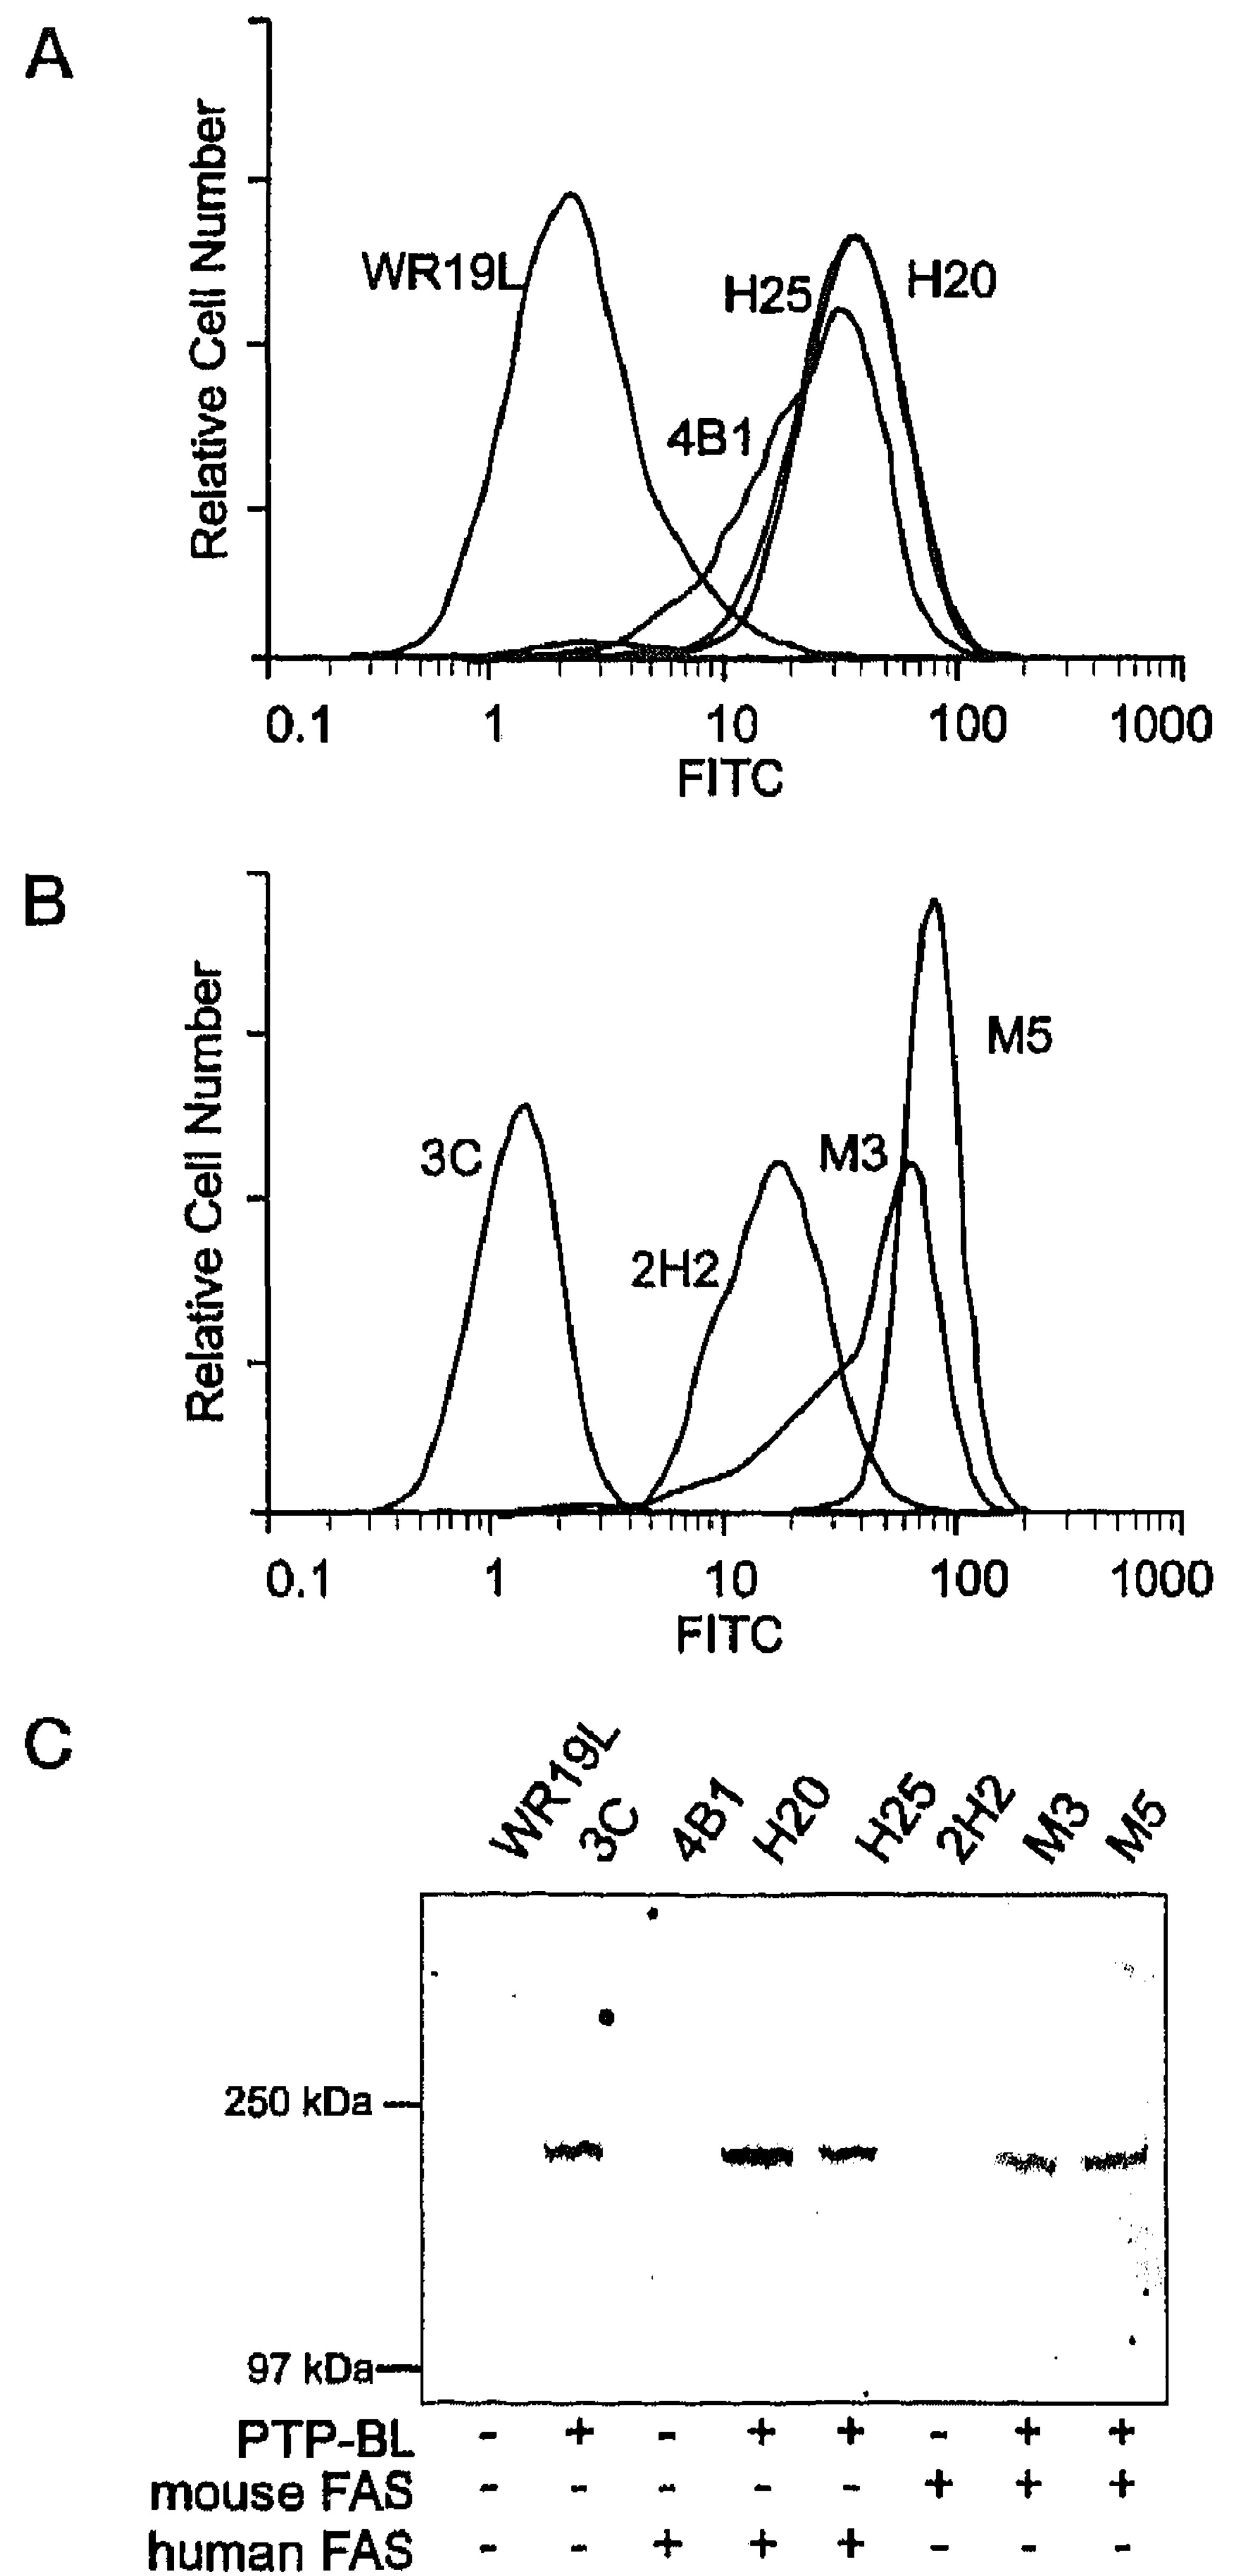 A
Relative Cell Number
WR19L
H25
H20
4B1
0.1 1 10 100 1000
FITC
B
Relative Cell Number
3C
2H2
M3
M5
0.1 1 10 100 1000
FITC
C
WR19L 3C 4B1 H20 H25 2H2 M3 M5
250 kDa
97 kDa
PTP-BL - + - + + - + +
mouse FAS - - - - - + + +
human FAS - - + + + - - -